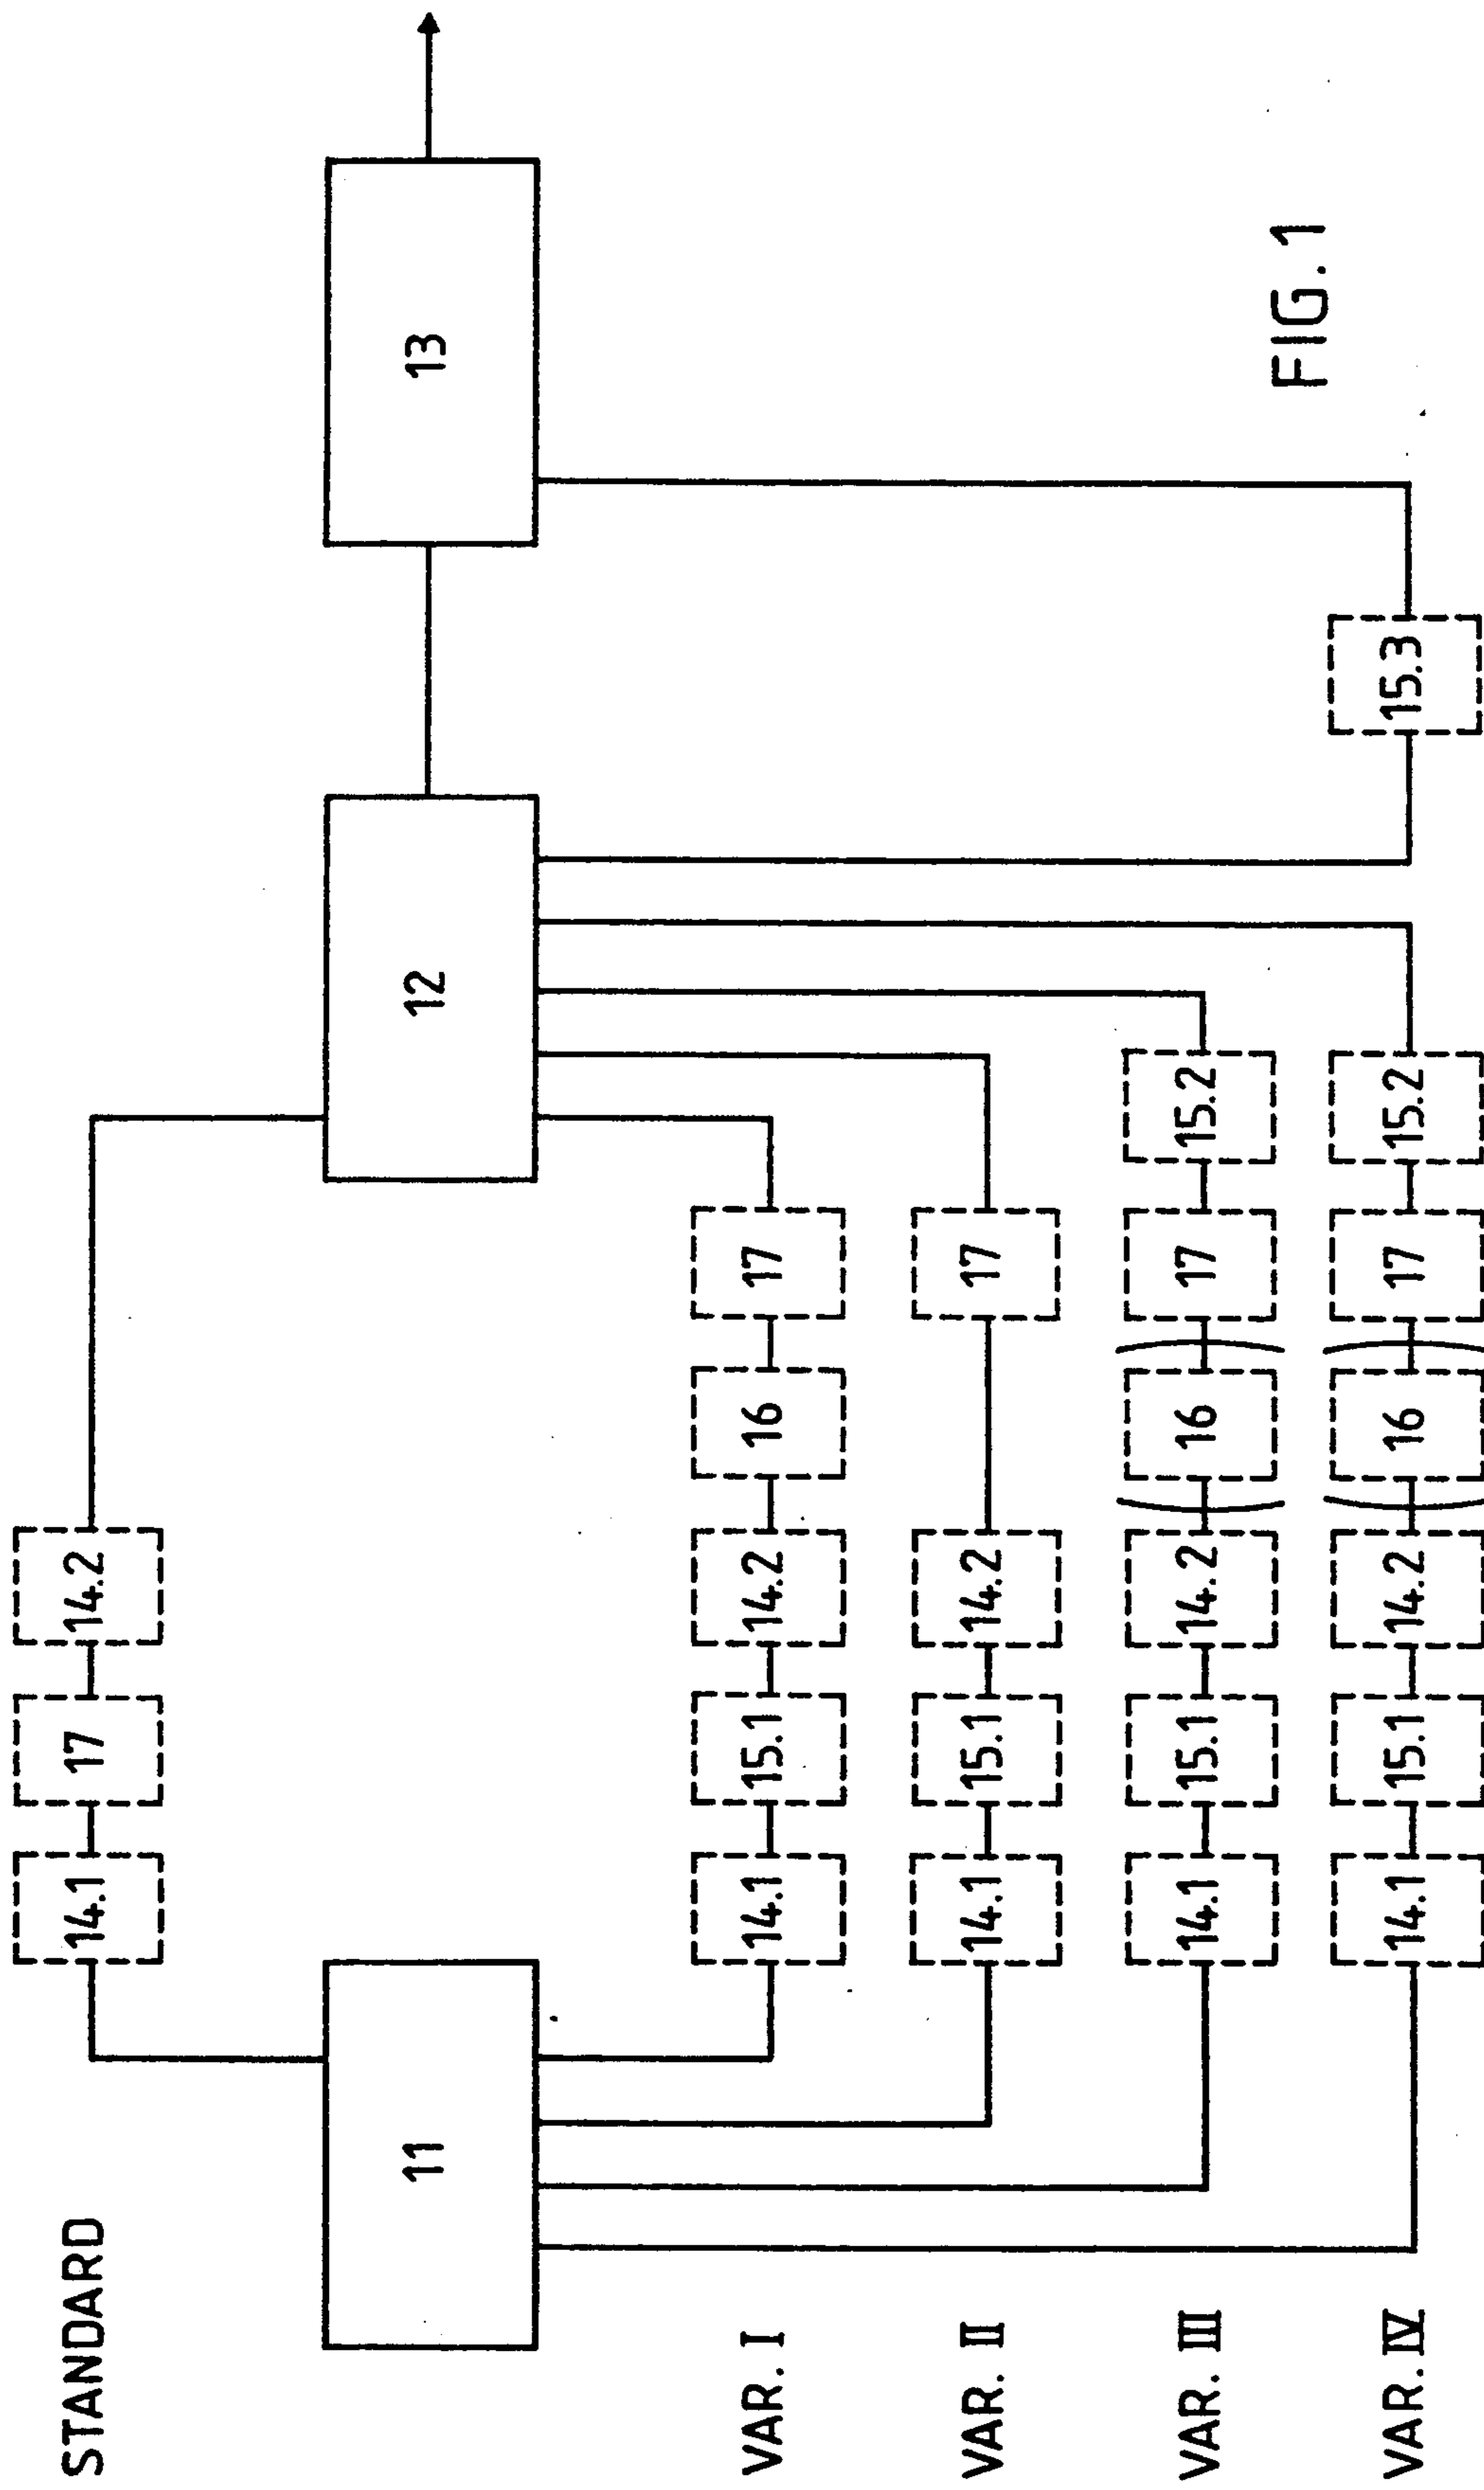 STANDARD
14.1 17 14.2
11 12 13
VAR. I 14.1 15.1 14.2 16 17
VAR. II 14.1 15.1 14.2 17
VAR. III 14.1 15.1 14.2 (16) 17 15.2
VAR. IV 14.1 15.1 14.2 (16) 17 15.2 15.3
FIG. 1